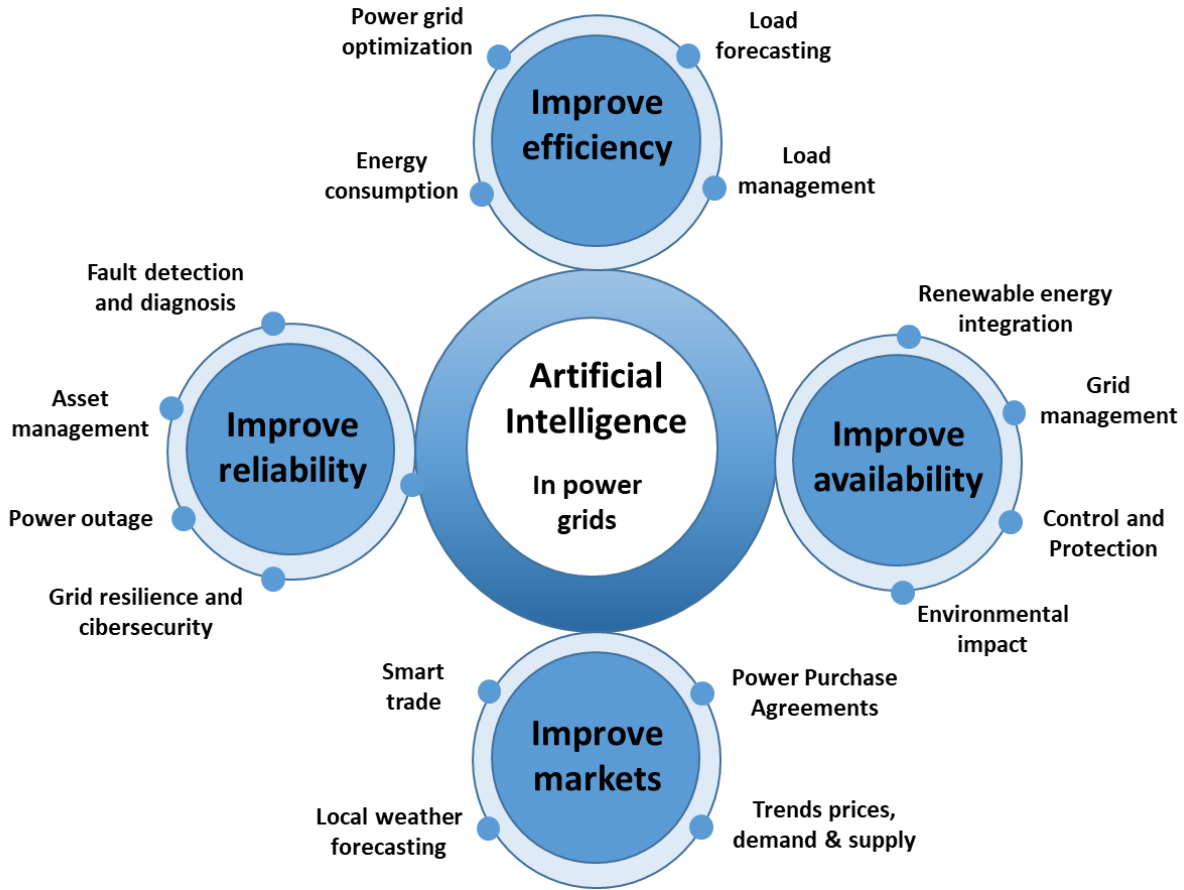 Power grid
optimization
Load
forecasting
Improve
efficiency
Energy
consumption
Load
management
Fault detection
and diagnosis
Asset
management
Improve
reliability
Power outage
Grid resilience and
cibersecurity
Artificial
Intelligence
In power
grids
Renewable energy
integration
Grid
management
Improve
availability
Control and
Protection
Environmental
impact
Smart
trade
Power Purchase
Agreements
Improve
markets
Local weather
forecasting
Trends prices,
demand & supply